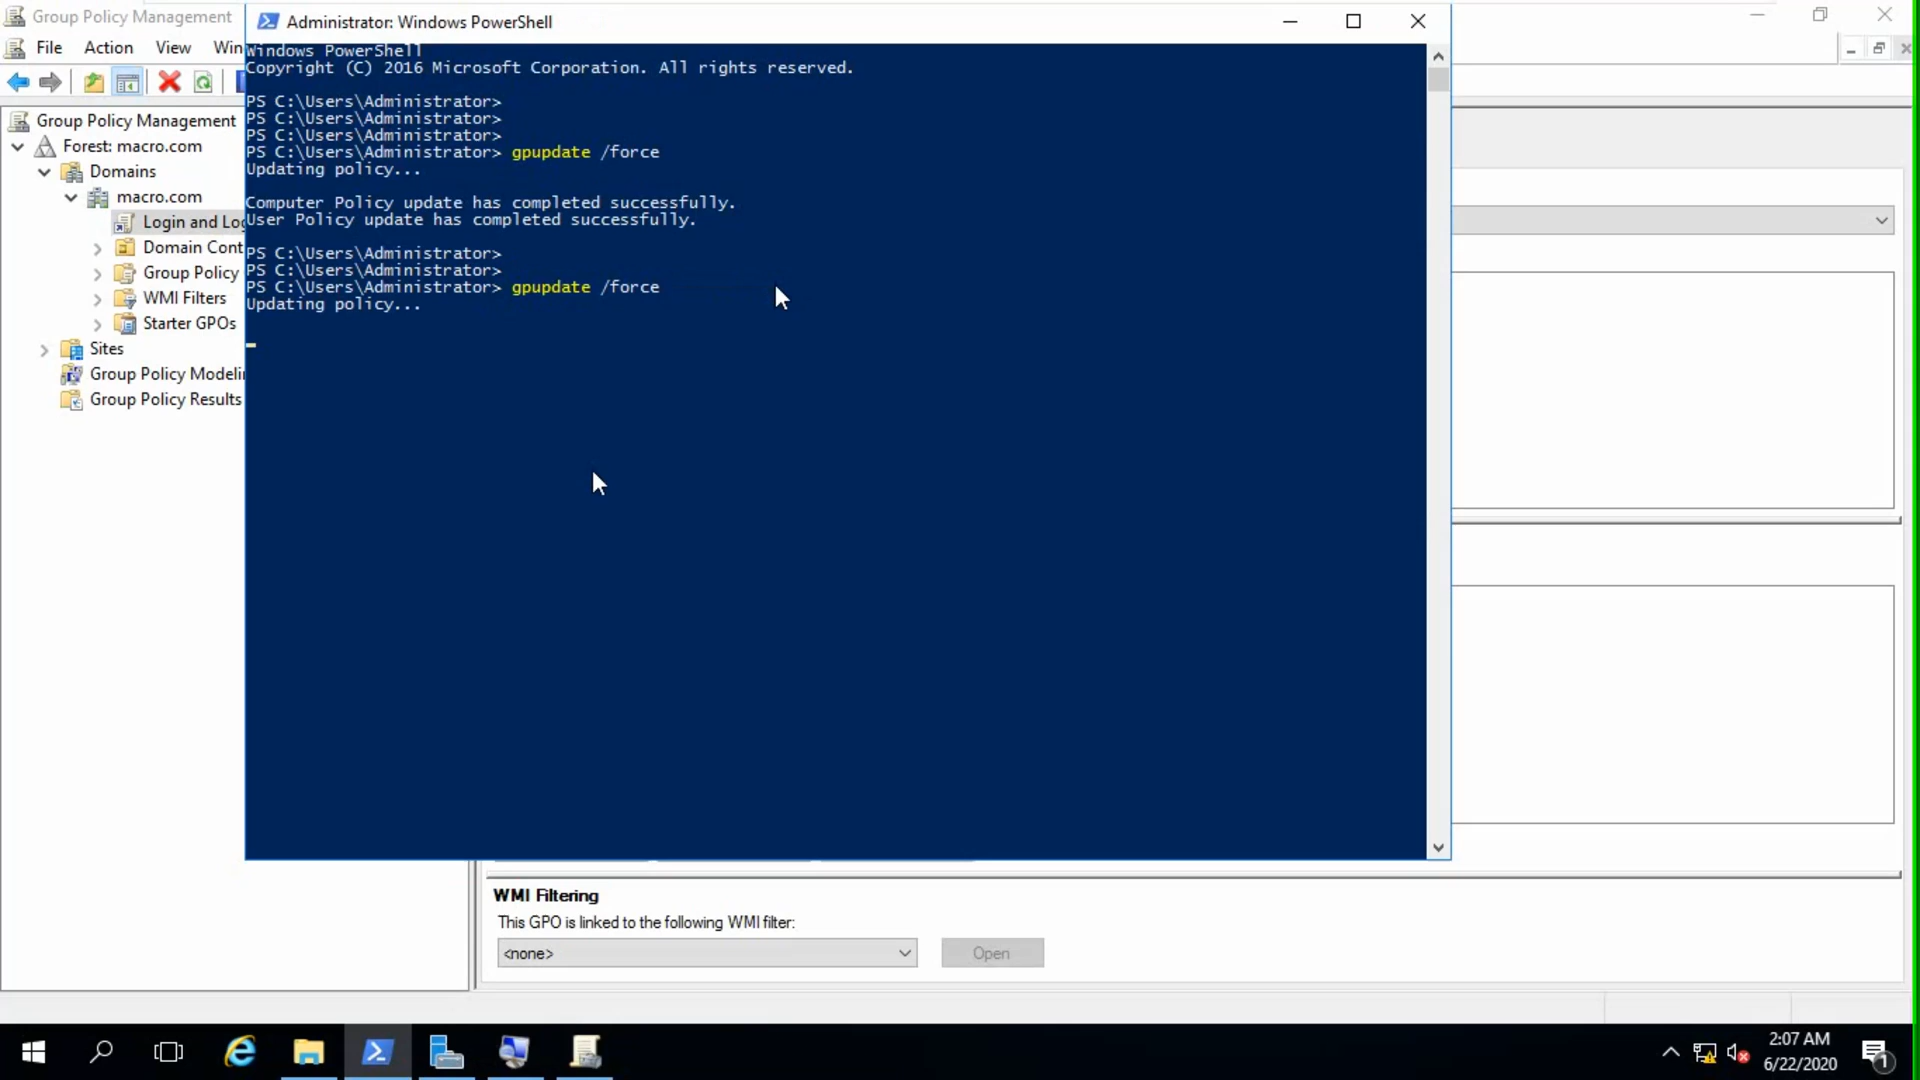 Group Policy Management
Administrator: Windows PowerShell
File Action View Win
Windows PowerShell
Copyright (C) 2016 Microsoft Corporation. All rights reserved.
PS C:\Users\Administrator>
PS C:\Users\Administrator>
PS C:\Users\Administrator>
PS C:\Users\Administrator> gpupdate /force
Updating policy...
Computer Policy update has completed successfully.
User Policy update has completed successfully.
PS C:\Users\Administrator>
PS C:\Users\Administrator>
PS C:\Users\Administrator> gpupdate /force
Updating policy...
Group Policy Management
Forest: macro.com
Domains
macro.com
Login and Log
Domain Cont
Group Policy
WMI Filters
Starter GPOs
Sites
Group Policy Modelin
Group Policy Results
WMI Filtering
This GPO is linked to the following WMI filter:
<none>
Open
2:07 AM
6/22/2020
1